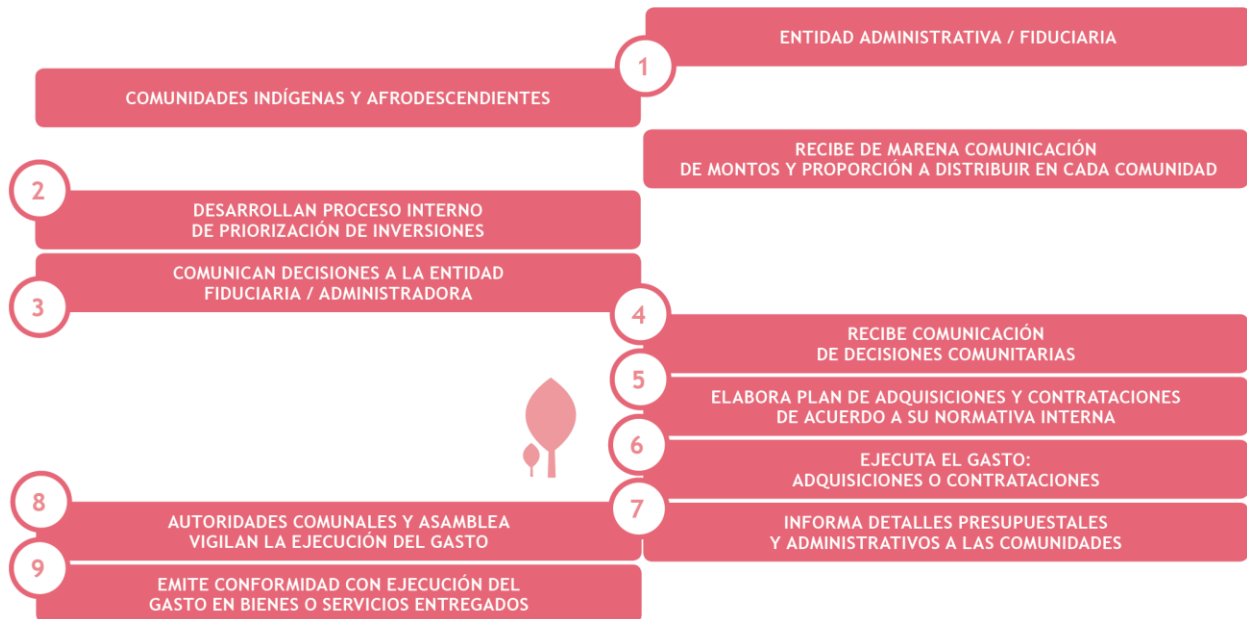 ENTIDAD ADMINISTRATIVA / FIDUCIARIA
1
COMUNIDADES INDÍGENAS Y AFRODESCENDIENTES
RECIBE DE MARENA COMUNICACIÓN
DE MONTOS Y PROPORCIÓN A DISTRIBUIR EN CADA COMUNIDAD
2
DESARROLLAN PROCESO INTERNO
DE PRIORIZACIÓN DE INVERSIONES
COMUNICAN DECISIONES A LA ENTIDAD
FIDUCIARIA / ADMINISTRADORA
3
4
RECIBE COMUNICACIÓN
DE DECISIONES COMUNITARIAS
5
ELABORA PLAN DE ADQUISICIONES Y CONTRATACIONES
DE ACUERDO A SU NORMATIVA INTERNA
6
EJECUTA EL GASTO:
ADQUISICIONES O CONTRATACIONES
7
INFORMA DETALLES PRESUPUESTALES
Y ADMINISTRATIVOS A LAS COMUNIDADES
8
AUTORIDADES COMUNALES Y ASAMBLEA
VIGILAN LA EJECUCIÓN DEL GASTO
9
EMITE CONFORMIDAD CON EJECUCIÓN DEL
GASTO EN BIENES O SERVICIOS ENTREGADOS